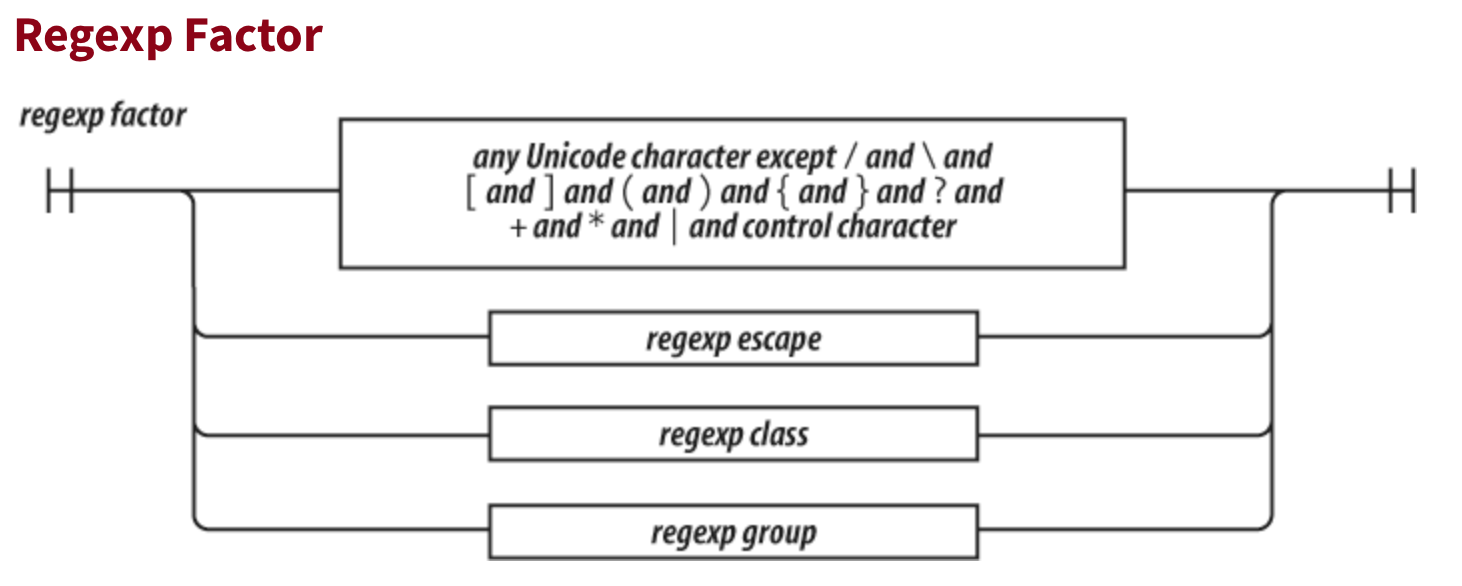 Regexp Factor
regexp factor
any Unicode character except / and \ and
[ and ] and ( and ) and { and } and ? and
+ and * and | and control character
regexp escape
regexp class
regexp group